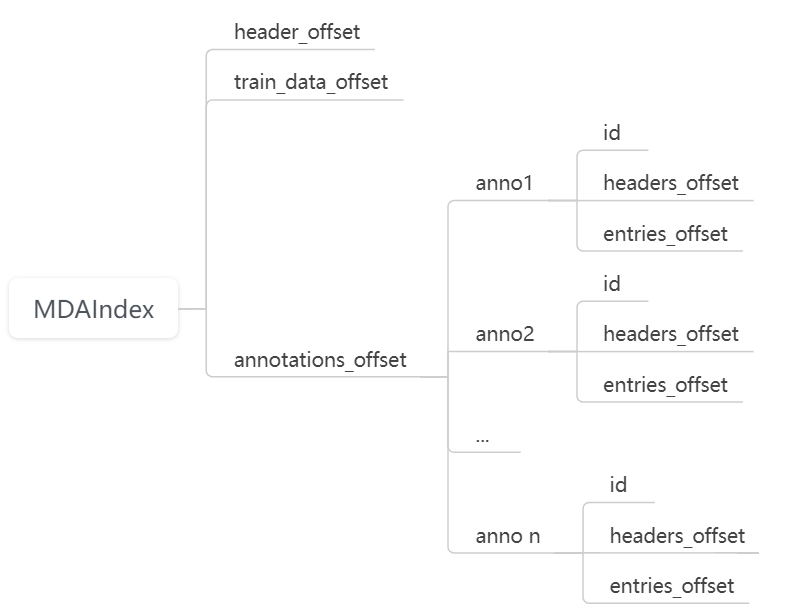 header_offset
train_data_offset
id
anno1
headers_offset
entries_offset
id
MDAIndex
anno2
headers_offset
annotations_offset
entries_offset
...
id
anno n
headers_offset
entries_offset